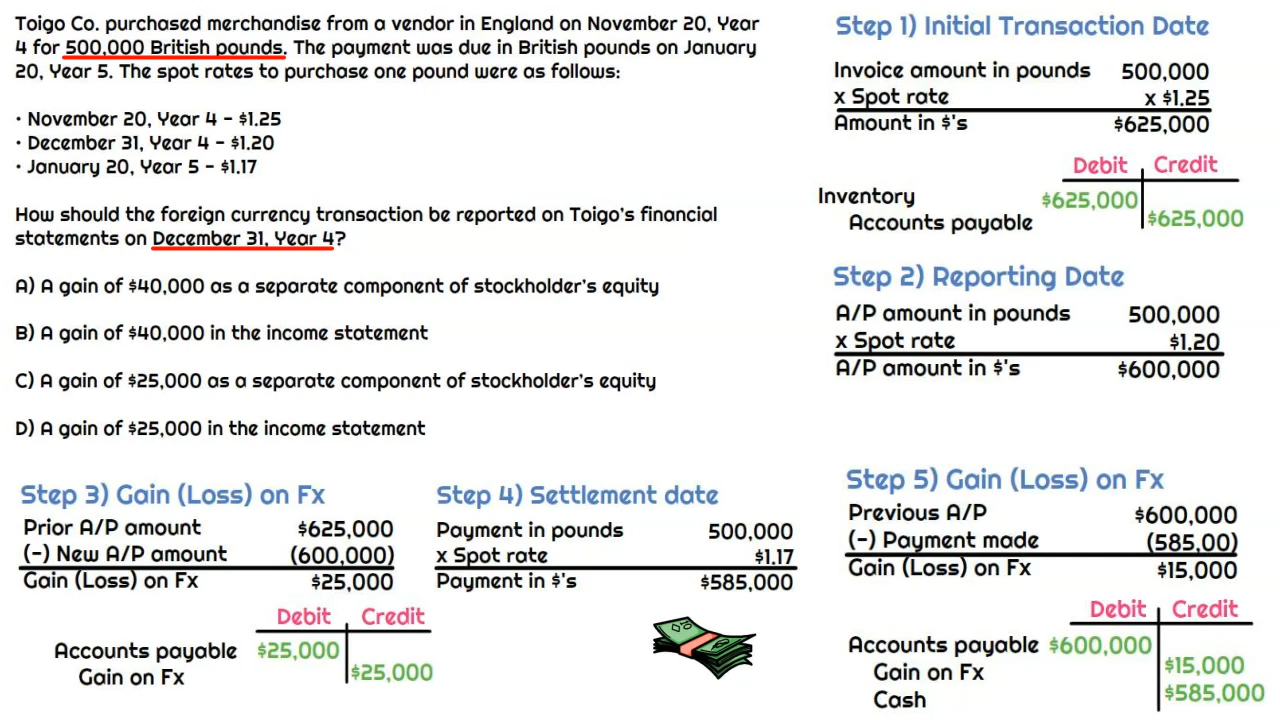 Toigo Co. purchased merchandise from a vendor in England on November 20, Year
4 for 500,000 British pounds. The payment was due in British pounds on January
20, Year 5. The spot rates to purchase one pound were as follows:
• November 20, Year 4 - $1.25
• December 31, Year 4 - $1.20
• January 20, Year 5 - $1.17
How should the foreign currency transaction be reported on Toigo's financial
statements on December 31, Year 4?
A) A gain of $40,000 as a separate component of stockholder's equity
B) A gain of $40,000 in the income statement
C) A gain of $25,000 as a separate component of stockholder's equity
D) A gain of $25,000 in the income statement
Step 1) Initial Transaction Date
Invoice amount in pounds 500,000
x Spot rate x $1.25
Amount in $'s $625,000
Debit Credit
Inventory $625,000
Accounts payable $625,000
Step 2) Reporting Date
A/P amount in pounds 500,000
x Spot rate $1.20
A/P amount in $'s $600,000
Step 3) Gain (Loss) on Fx
Prior A/P amount $625,000
(-) New A/P amount (600,000)
Gain (Loss) on Fx $25,000
Debit Credit
Accounts payable $25,000
Gain on Fx $25,000
Step 4) Settlement date
Payment in pounds 500,000
x Spot rate $1.17
Payment in $'s $585,000
Step 5) Gain (Loss) on Fx
Previous A/P $600,000
(-) Payment made (585,00)
Gain (Loss) on Fx $15,000
Debit Credit
Accounts payable $600,000
Gain on Fx $15,000
Cash $585,000